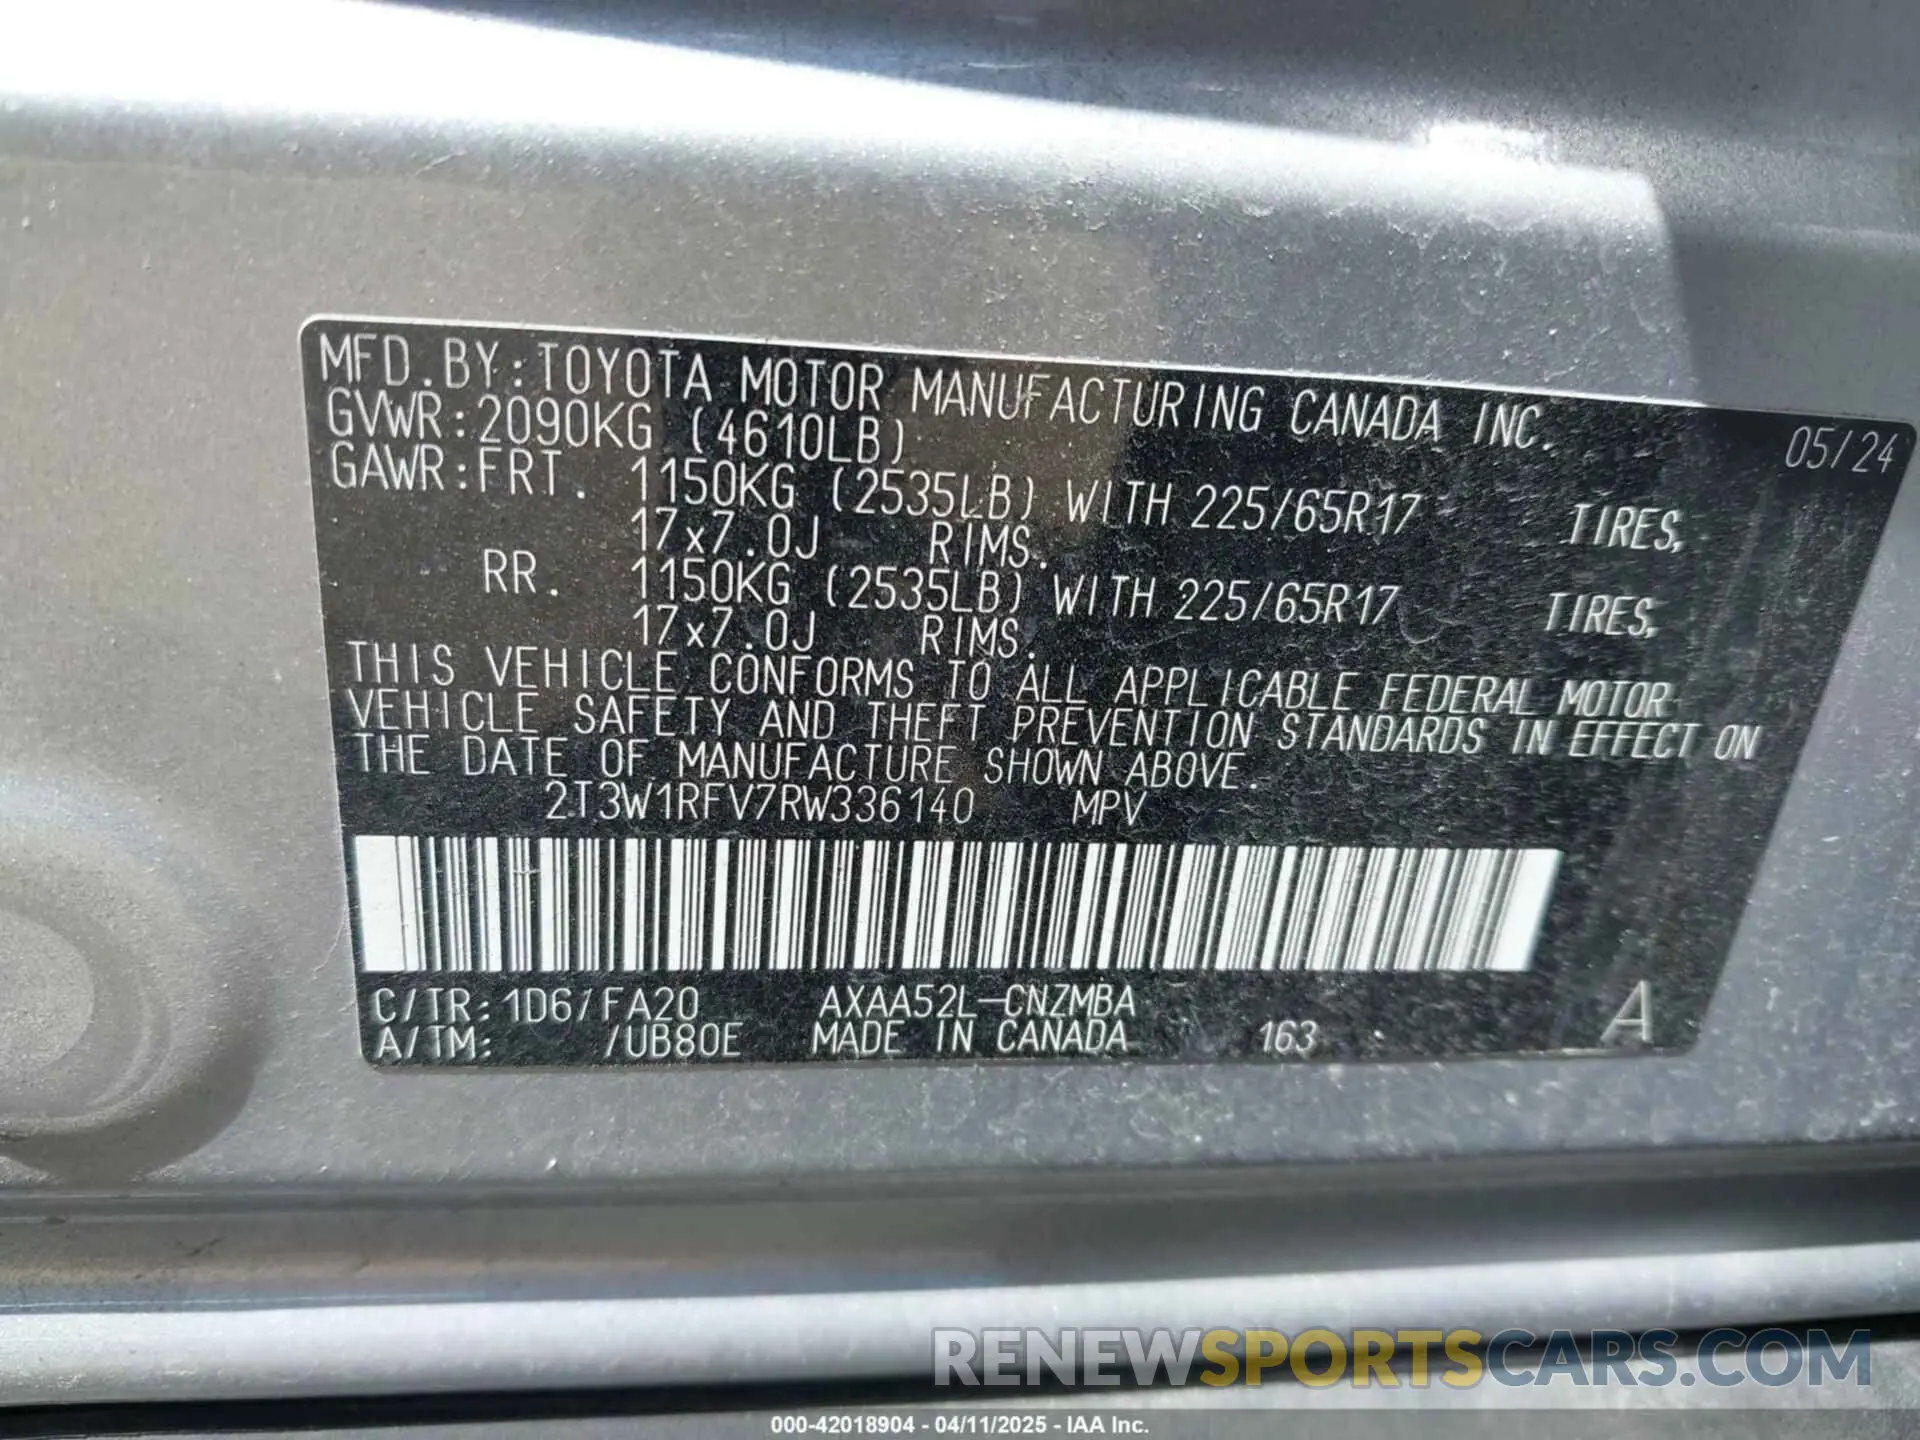 MFD.BY:TOYOTA MOTOR MANUFACTURING CANADA INC. 05/24
GVWR:2090KG (4610LB)
GAWR:FRT. 1150KG (2535LB) WITH 225/65R17 TIRES,
17x7.0J RIMS.
RR. 1150KG (2535LB) WITH 225/65R17 TIRES,
17x7.0J RIMS.
THIS VEHICLE CONFORMS TO ALL APPLICABLE FEDERAL MOTOR
VEHICLE SAFETY AND THEFT PREVENTION STANDARDS IN EFFECT ON
THE DATE OF MANUFACTURE SHOWN ABOVE.
2T3W1RFV7RW336140 MPV
C/TR:1D6/FA20 AXAA52L-CNZMBA
A/TM: /UB80E MADE IN CANADA 163 A
RENEWSPORTSCARS.COM
000-42018904 - 04/11/2025 - IAA Inc.